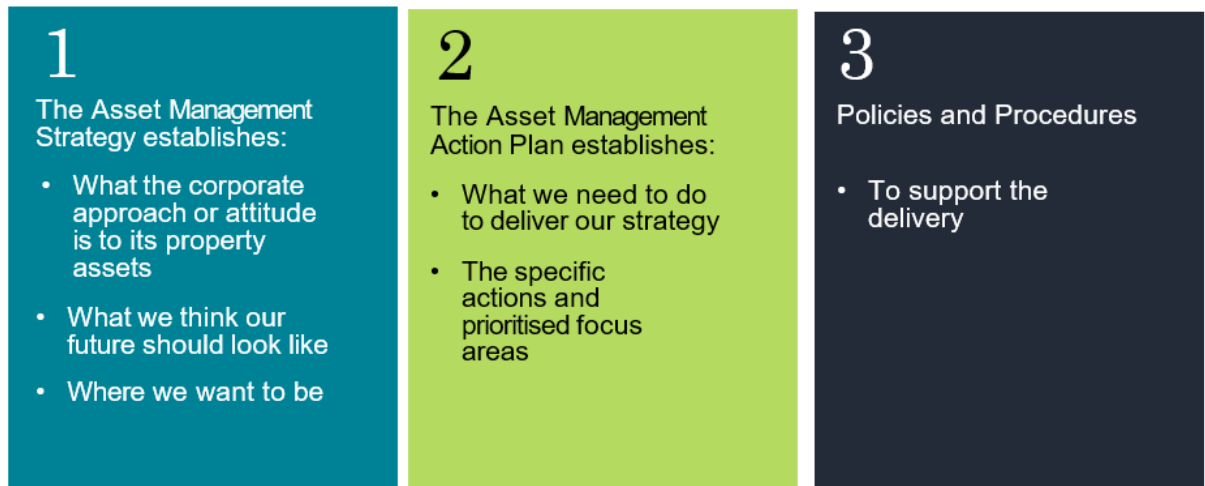 1
The Asset Management
Strategy establishes:
• What the corporate
approach or attitude
is to its property
assets
• What we think our
future should look like
• Where we want to be
2
The Asset Management
Action Plan establishes:
• What we need to do
to deliver our strategy
• The specific
actions and
prioritised focus
areas
3
Policies and Procedures
• To support the
delivery